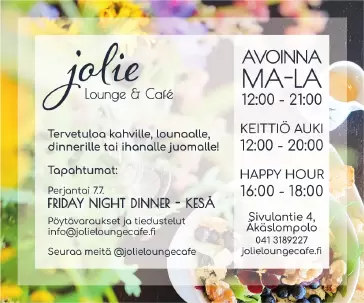 jolie
Lounge & Café
Tervetuloa kahville, lounaalle,
dinnerille tai ihanalle juomalle!
Tapahtumat:
Perjantai 7.7.
FRIDAY NIGHT DINNER - KESÄ
Pöytävaraukset ja tiedustelut
info@jolieloungecafe.fi
Seuraa meitä @jolieloungecafe
AVOINNA
MA-LA
12:00 - 21:00
KEITTIÖ AUKI
12:00 - 20:00
HAPPY HOUR
16:00 - 18:00
Sivulantie 4,
Äkäslompolo
041 3189227
jolieloungecafe.fi